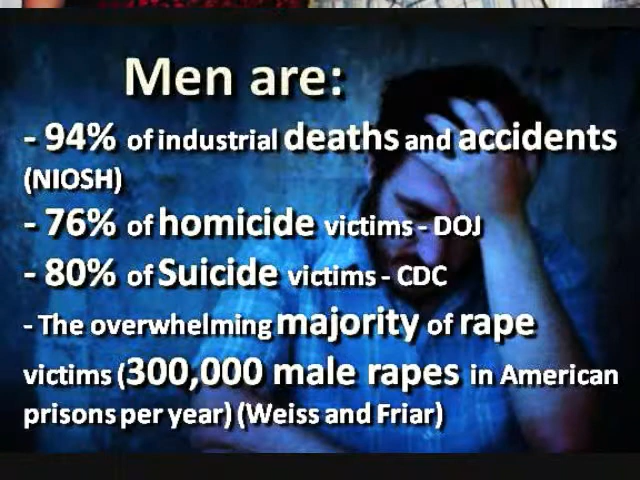 Men are:
- 94% of industrial deaths and accidents
(NIOSH)
- 76% of homicide victims - DOJ
- 80% of Suicide victims - CDC
- The overwhelming majority of rape
victims (300,000 male rapes in American
prisons per year) (Weiss and Friar)